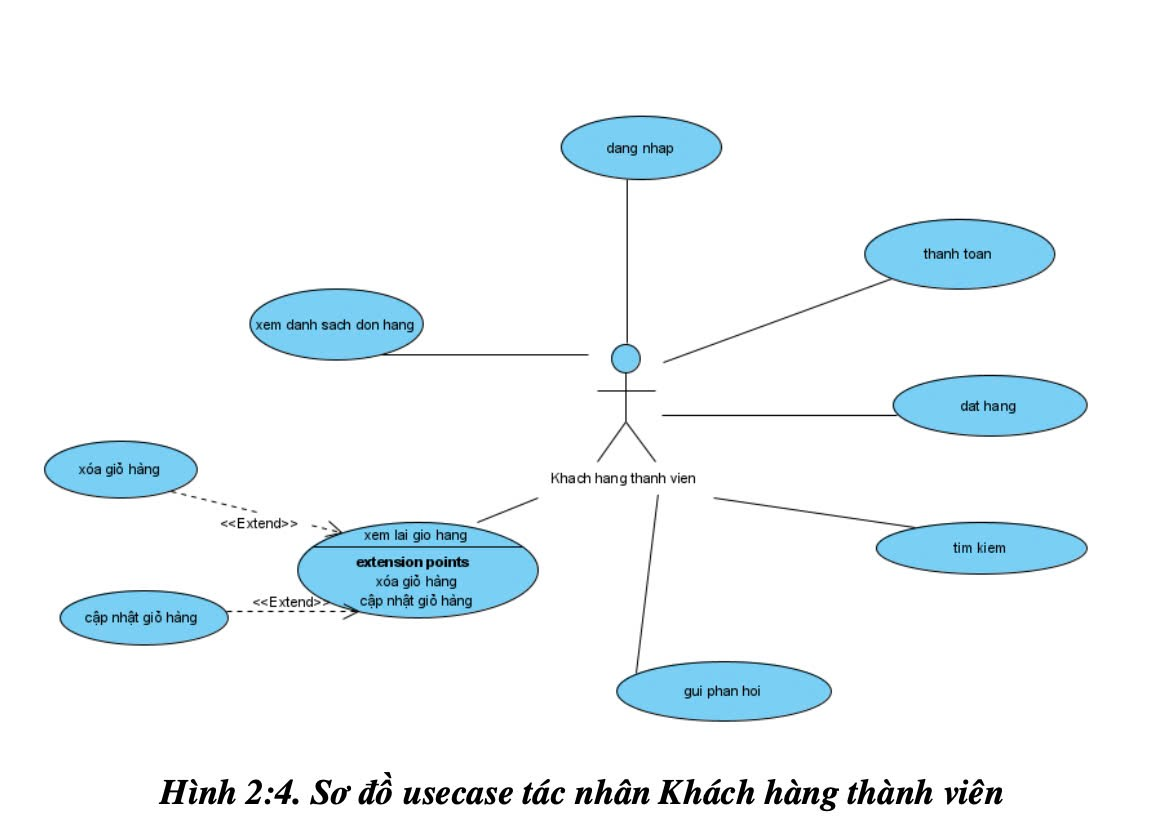 dang nhap
thanh toan
xem danh sach don hang
dat hang
xóa giỏ hàng
Khach hang thanh vien
<<Extend>>
xem lai gio hang
tim kiem
extension points
xóa giỏ hàng
<<Extend>>
cập nhật giỏ hàng
cập nhật giỏ hàng
gui phan hoi
Hình 2:4. Sơ đồ usecase tác nhân Khách hàng thành viên